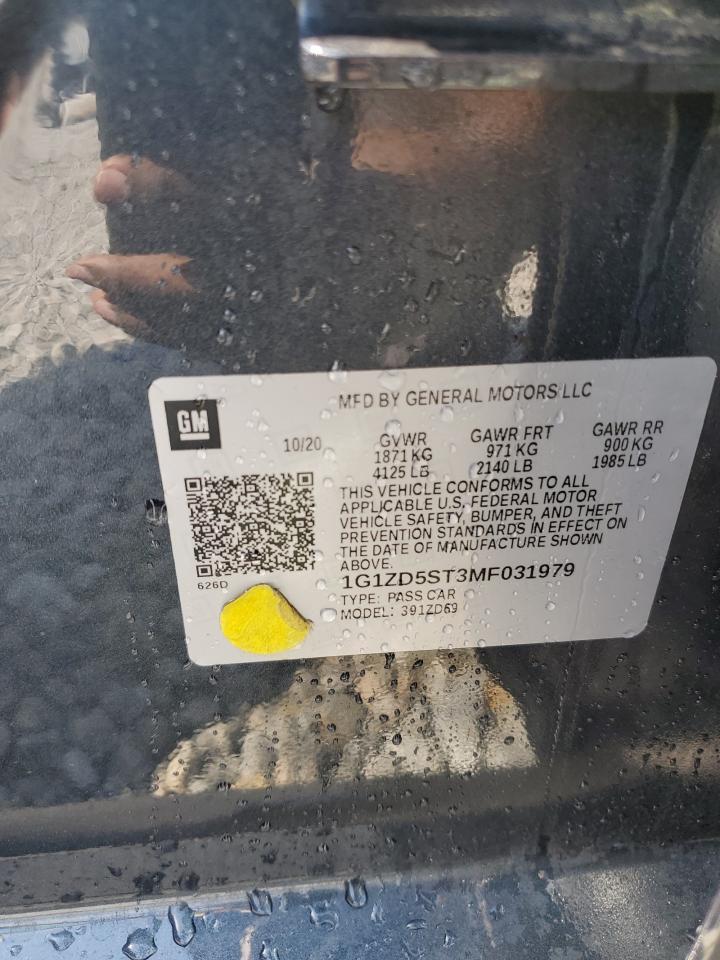 MFD BY GENERAL MOTORS LLC
GM
10/20
GVWR
1871 KG
4125 LB
GAWR FRT
971 KG
2140 LB
GAWR RR
900 KG
1985 LB
THIS VEHICLE CONFORMS TO ALL
APPLICABLE U.S. FEDERAL MOTOR
VEHICLE SAFETY, BUMPER, AND THEFT
PREVENTION STANDARDS IN EFFECT ON
THE DATE OF MANUFACTURE SHOWN
ABOVE.
626D
1G1ZD5ST3MF031979
TYPE: PASS CAR
MODEL: 391ZD69